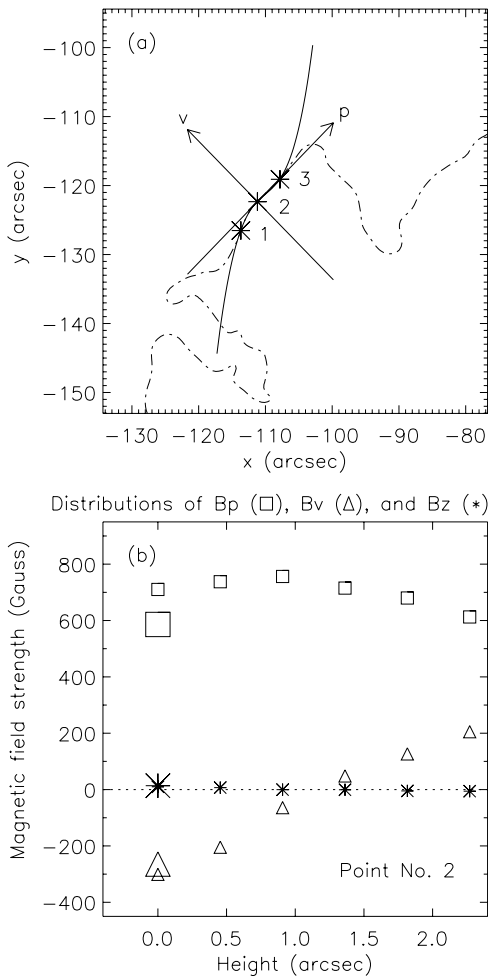 (a)
−100
−110
−120
−130
−140
−150
y (arcsec)
v
p
3
2
1
−130 −120 −110 −100 −90 −80
x (arcsec)
Distributions of Bp (□), Bv (△), and Bz (*)
(b)
800
600
400
200
0
−200
−400
Magnetic field strength (Gauss)
Point No. 2
0.0 0.5 1.0 1.5 2.0
Height (arcsec)